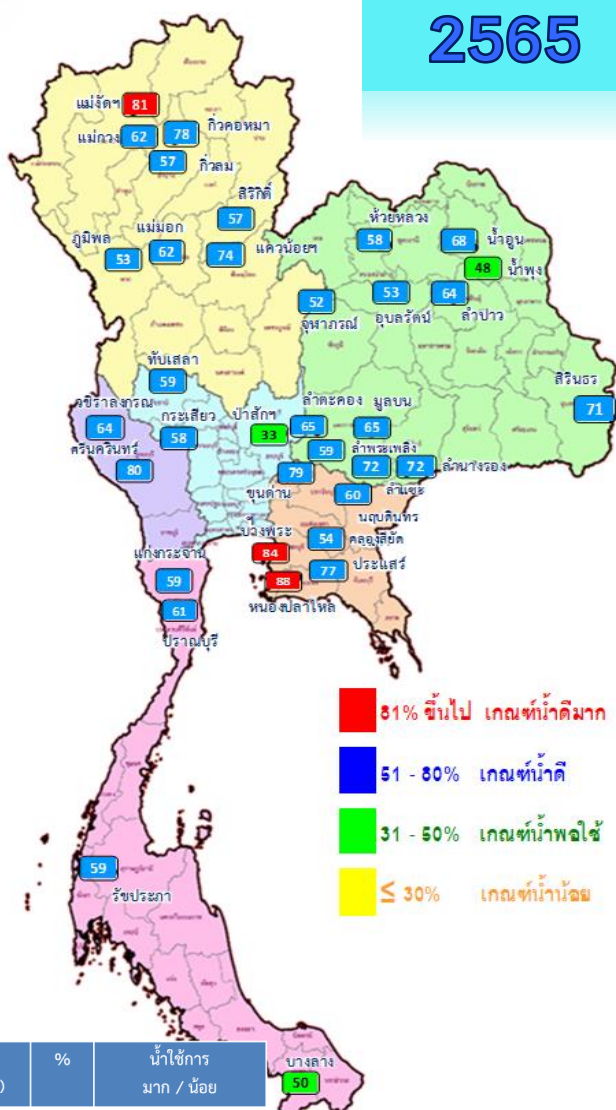 2565
แม่งัดฯ 81
แม่กวง 62 78 กิ่วคอหมา
57 กิ่วลม
สิริกิติ์
57
ภูมิพล แม่มอก
53 62 74 แควน้อยฯ
ห้วยหลวง
58 68 น้ำอูน
48 น้ำพุง
52 53 64
จุฬาภรณ์ อุบลรัตน์ ลำปาว
ทับเสลา
59
สิรินธร
71
วชิราลงกรณ
64
กระเสียว
58
ป่าสักฯ
33
ลำตะคอง
65
มูลบน
65
ศรีนครินทร์
80
59 ลำพระเพลิง
72 72 ลำนางรอง
ลำแซะ
79
ขุนด่าน
60
นฤบดินทร
บางพระ
84
54 คลองสียัด
แก่งกระจาน
59
88 77 ประแสร์
หนองปลาไหล
61
ปราณบุรี
81% ขึ้นไป เกณฑ์น้ำดีมาก
51 - 80% เกณฑ์น้ำดี
31 - 50% เกณฑ์น้ำพอใช้
≤ 30% เกณฑ์น้ำน้อย
59
รัชประภา
% น้ำใช้การ
) มาก / น้อย
บางลาง
50